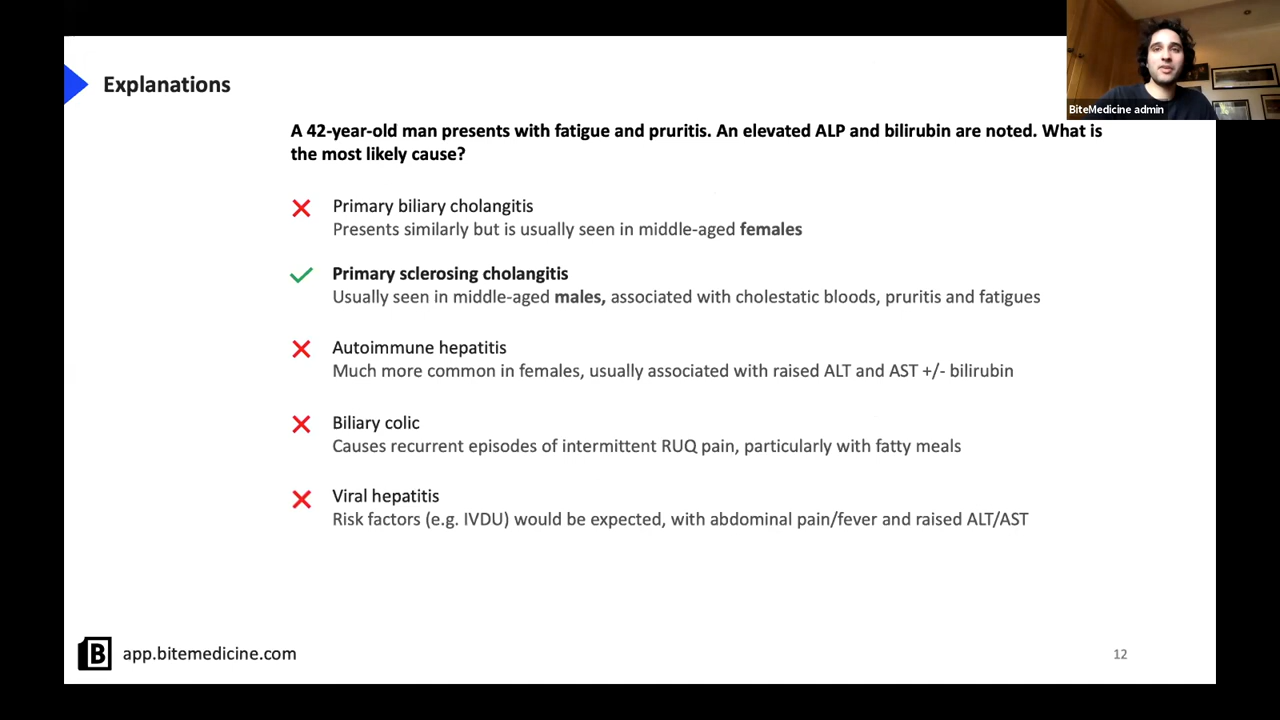 BiteMedicine admin
Explanations
A 42-year-old man presents with fatigue and pruritis. An elevated ALP and bilirubin are noted. What is
the most likely cause?
Primary biliary cholangitis
Presents similarly but is usually seen in middle-aged females
Primary sclerosing cholangitis
Usually seen in middle-aged males, associated with cholestatic bloods, pruritis and fatigues
Autoimmune hepatitis
Much more common in females, usually associated with raised ALT and AST +/- bilirubin
Biliary colic
Causes recurrent episodes of intermittent RUQ pain, particularly with fatty meals
Viral hepatitis
Risk factors (e.g. IVDU) would be expected, with abdominal pain/fever and raised ALT/AST
B app.bitemedicine.com
12